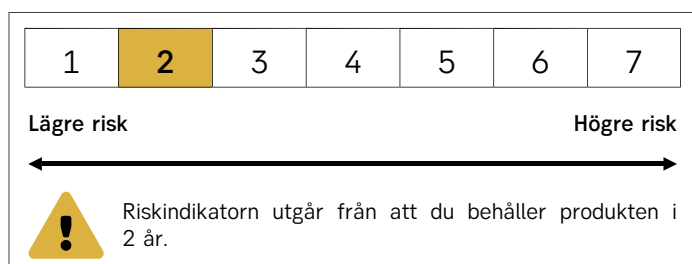 1 2 3 4 5 6 7
Lägre risk Högre risk
Riskindikatorn utgår från att du behåller produkten i
2 år.